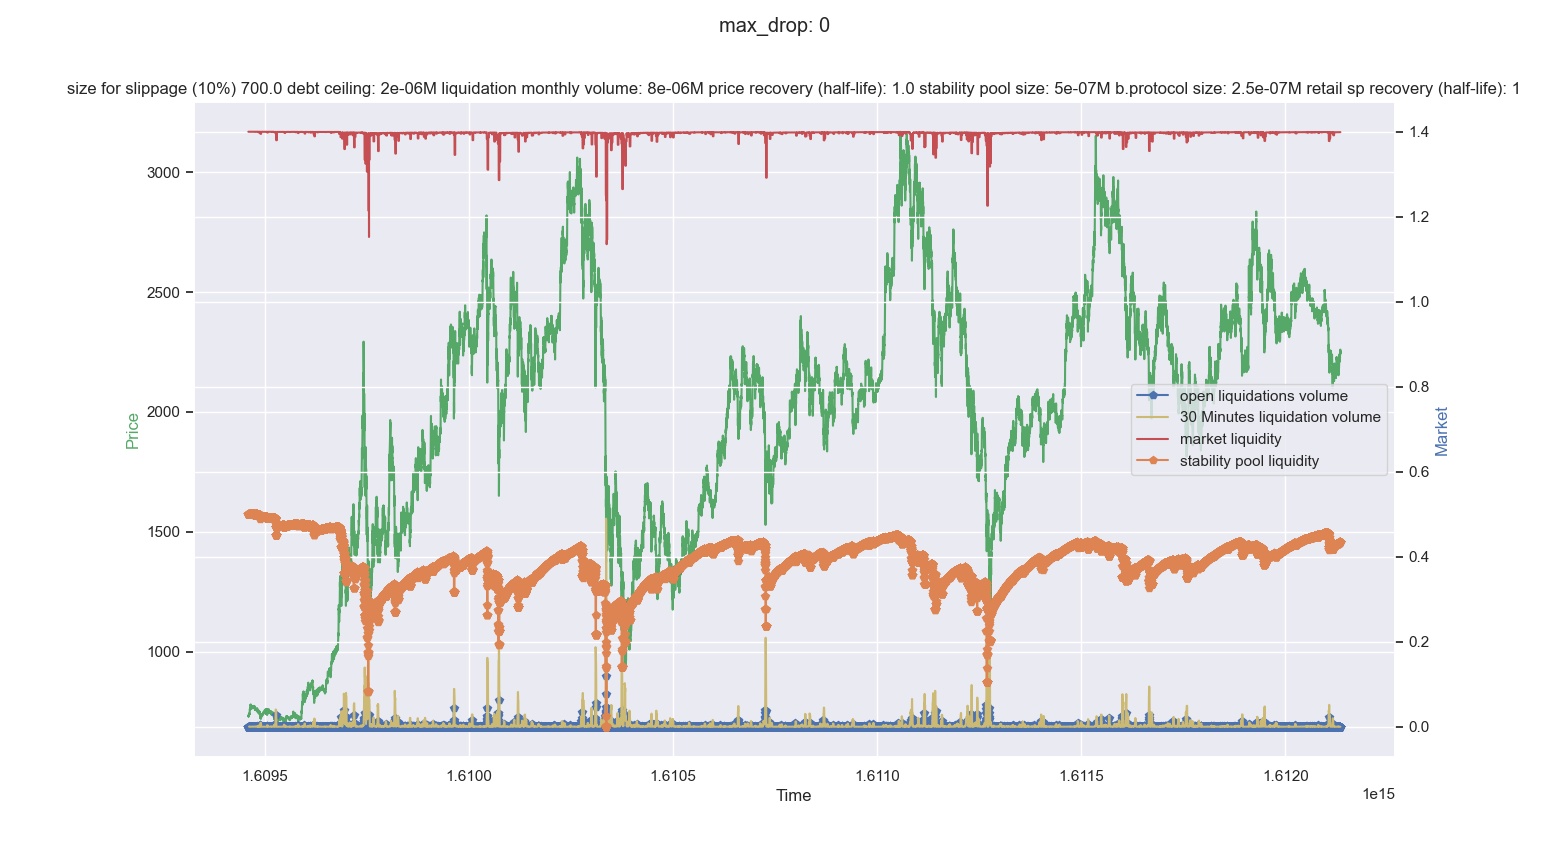 max_drop: 0
size for slippage (10%) 700.0 debt ceiling: 2e-06M liquidation monthly volume: 8e-06M price recovery (half-life): 1.0 stability pool size: 5e-07M b.protocol size: 2.5e-07M retail sp recovery (half-life): 1
3000
2500
2000
1500
1000
Price
1.4
1.2
1.0
0.8
0.6
0.4
0.2
0.0
Market
open liquidations volume
30 Minutes liquidation volume
market liquidity
stability pool liquidity
1.6095
1.6100
1.6105
1.6110
1.6115
1.6120
Time
1e15